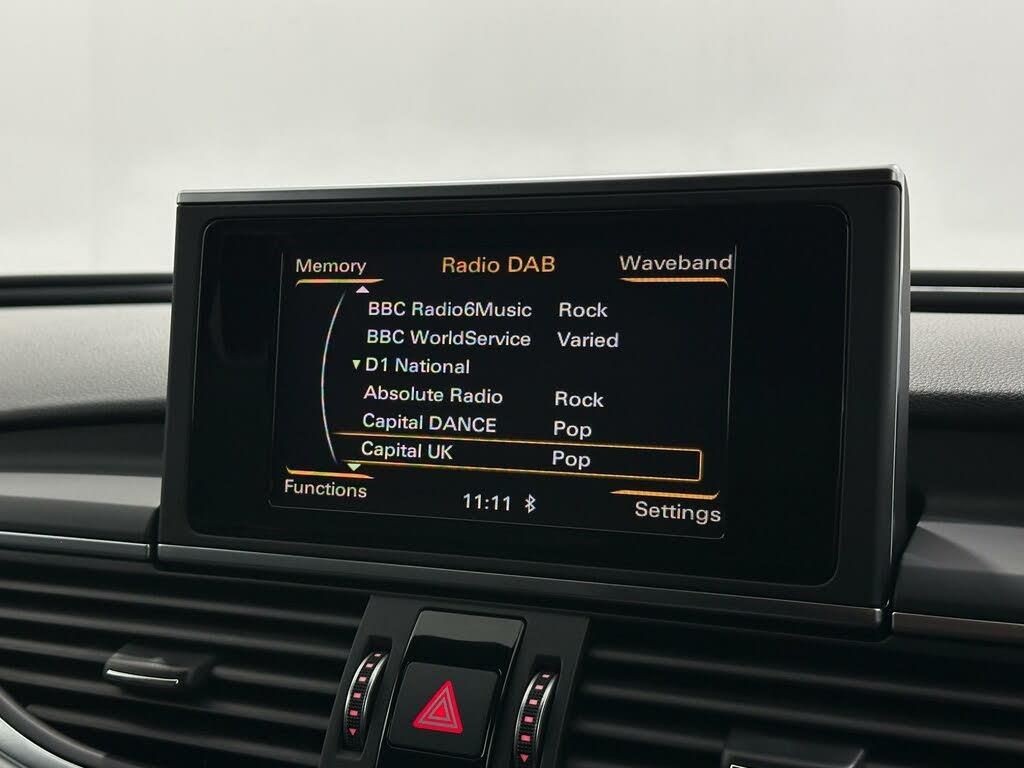 Memory Radio DAB Waveband
BBC Radio6Music Rock
BBC WorldService Varied
D1 National
Absolute Radio Rock
Capital DANCE Pop
Capital UK Pop
Functions 11:11 Settings